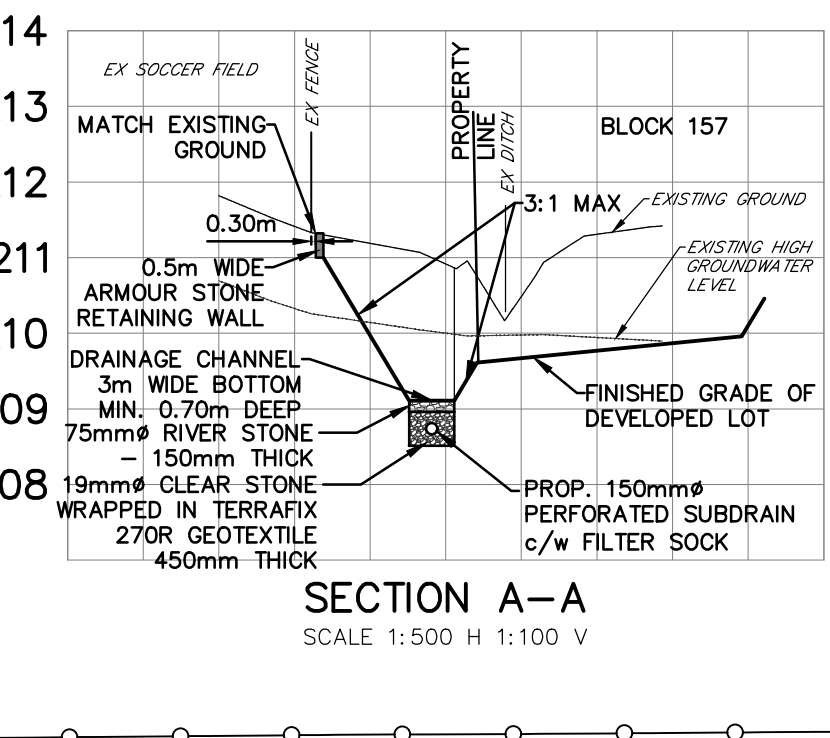 14
EX SOCCER FIELD
EX FENCE
13
MATCH EXISTING
GROUND
PROPERTY
LINE
EX DITCH
BLOCK 157
12
3:1 MAX
EXISTING GROUND
0.30m
211
0.5m WIDE
ARMOUR STONE
RETAINING WALL
EXISTING HIGH
GROUNDWATER
LEVEL
10
DRAINAGE CHANNEL
3m WIDE BOTTOM
MIN. 0.70m DEEP
FINISHED GRADE OF
DEVELOPED LOT
09
75mmø RIVER STONE
- 150mm THICK
08
19mmø CLEAR STONE
WRAPPED IN TERRAFIX
270R GEOTEXTILE
450mm THICK
PROP. 150mmø
PERFORATED SUBDRAIN
c/w FILTER SOCK
SECTION A-A
SCALE 1:500 H 1:100 V